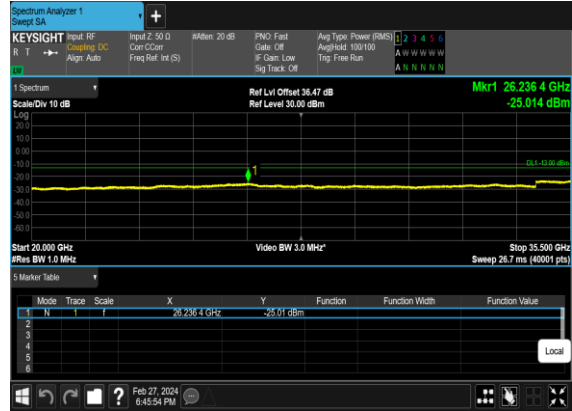 Spectrum Analyzer 1
Swept SA
+
KEYSIGHT Input: RF Input Z: 50 Ω #Atten: 20 dB PNO: Fast Avg Type: Power (RMS) 1 2 3 4 5 6
R T Coupling: DC Corr CCorr Gate: Off Avg|Hold: 100/100 A W W W W W
Align: Auto Freq Ref: Int (S) IF Gain: Low Trig: Free Run
LW Sig Track: Off A N N N N N
1 Spectrum Ref Lvl Offset 36.47 dB Mkr1 26.236 4 GHz
Scale/Div 10 dB Ref Level 30.00 dBm -25.014 dBm
Log
20.0
10.0
0.00
-10.0
DL1 -13.00 dBm
1
-20.0
-30.0
-40.0
-50.0
-60.0
Start 20.000 GHz Video BW 3.0 MHz* Stop 35.500 GHz
#Res BW 1.0 MHz Sweep 26.7 ms (40001 pts)
5 Marker Table
Mode Trace Scale X Y Function Function Width Function Value
1 N 1 f 26.236 4 GHz -25.01 dBm
2
3
4
5
6
Local
? Feb 27, 2024
6:45:54 PM